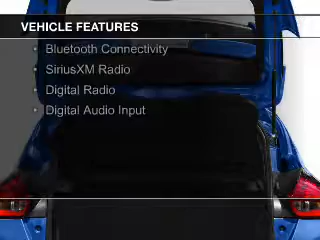 VEHICLE FEATURES
• Bluetooth Connectivity
• SiriusXM Radio
• Digital Radio
• Digital Audio Input